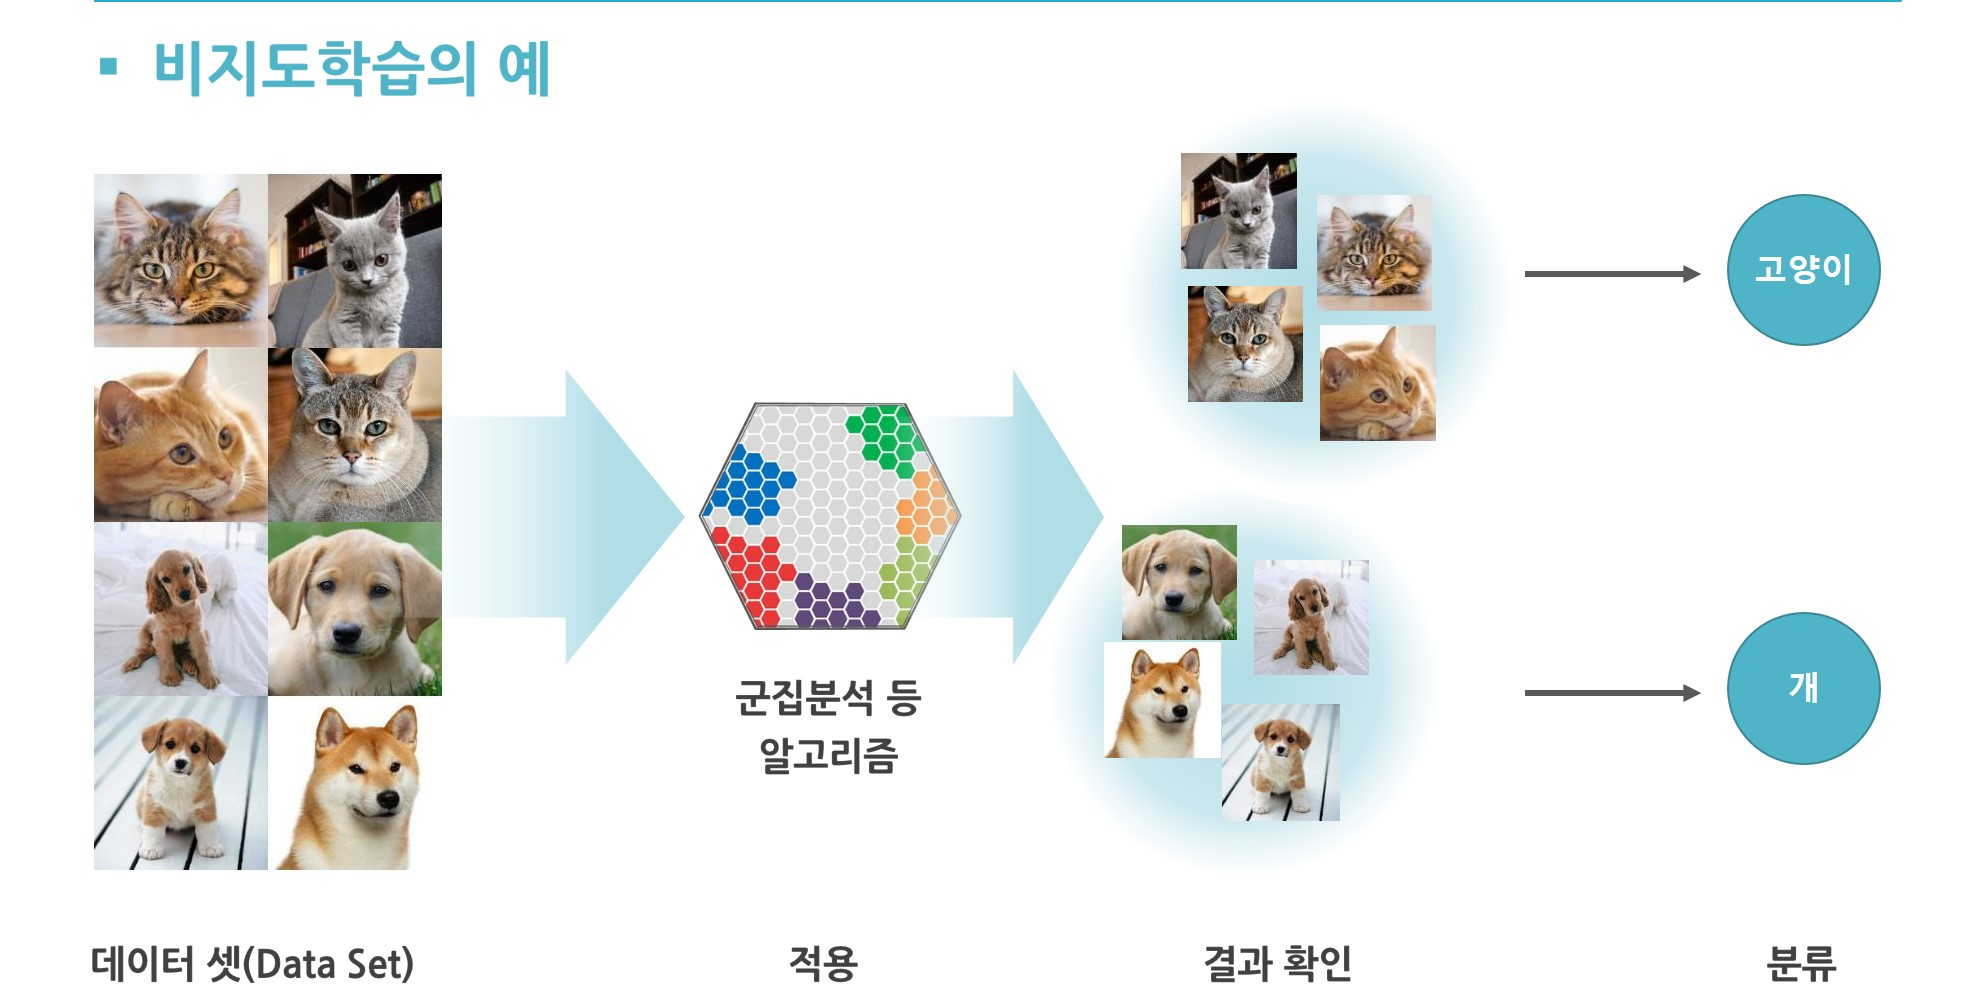 ▪ 비지도학습의 예
고양이
개
군집분석 등
알고리즘
데이터 셋(Data Set)
적용
결과 확인
분류